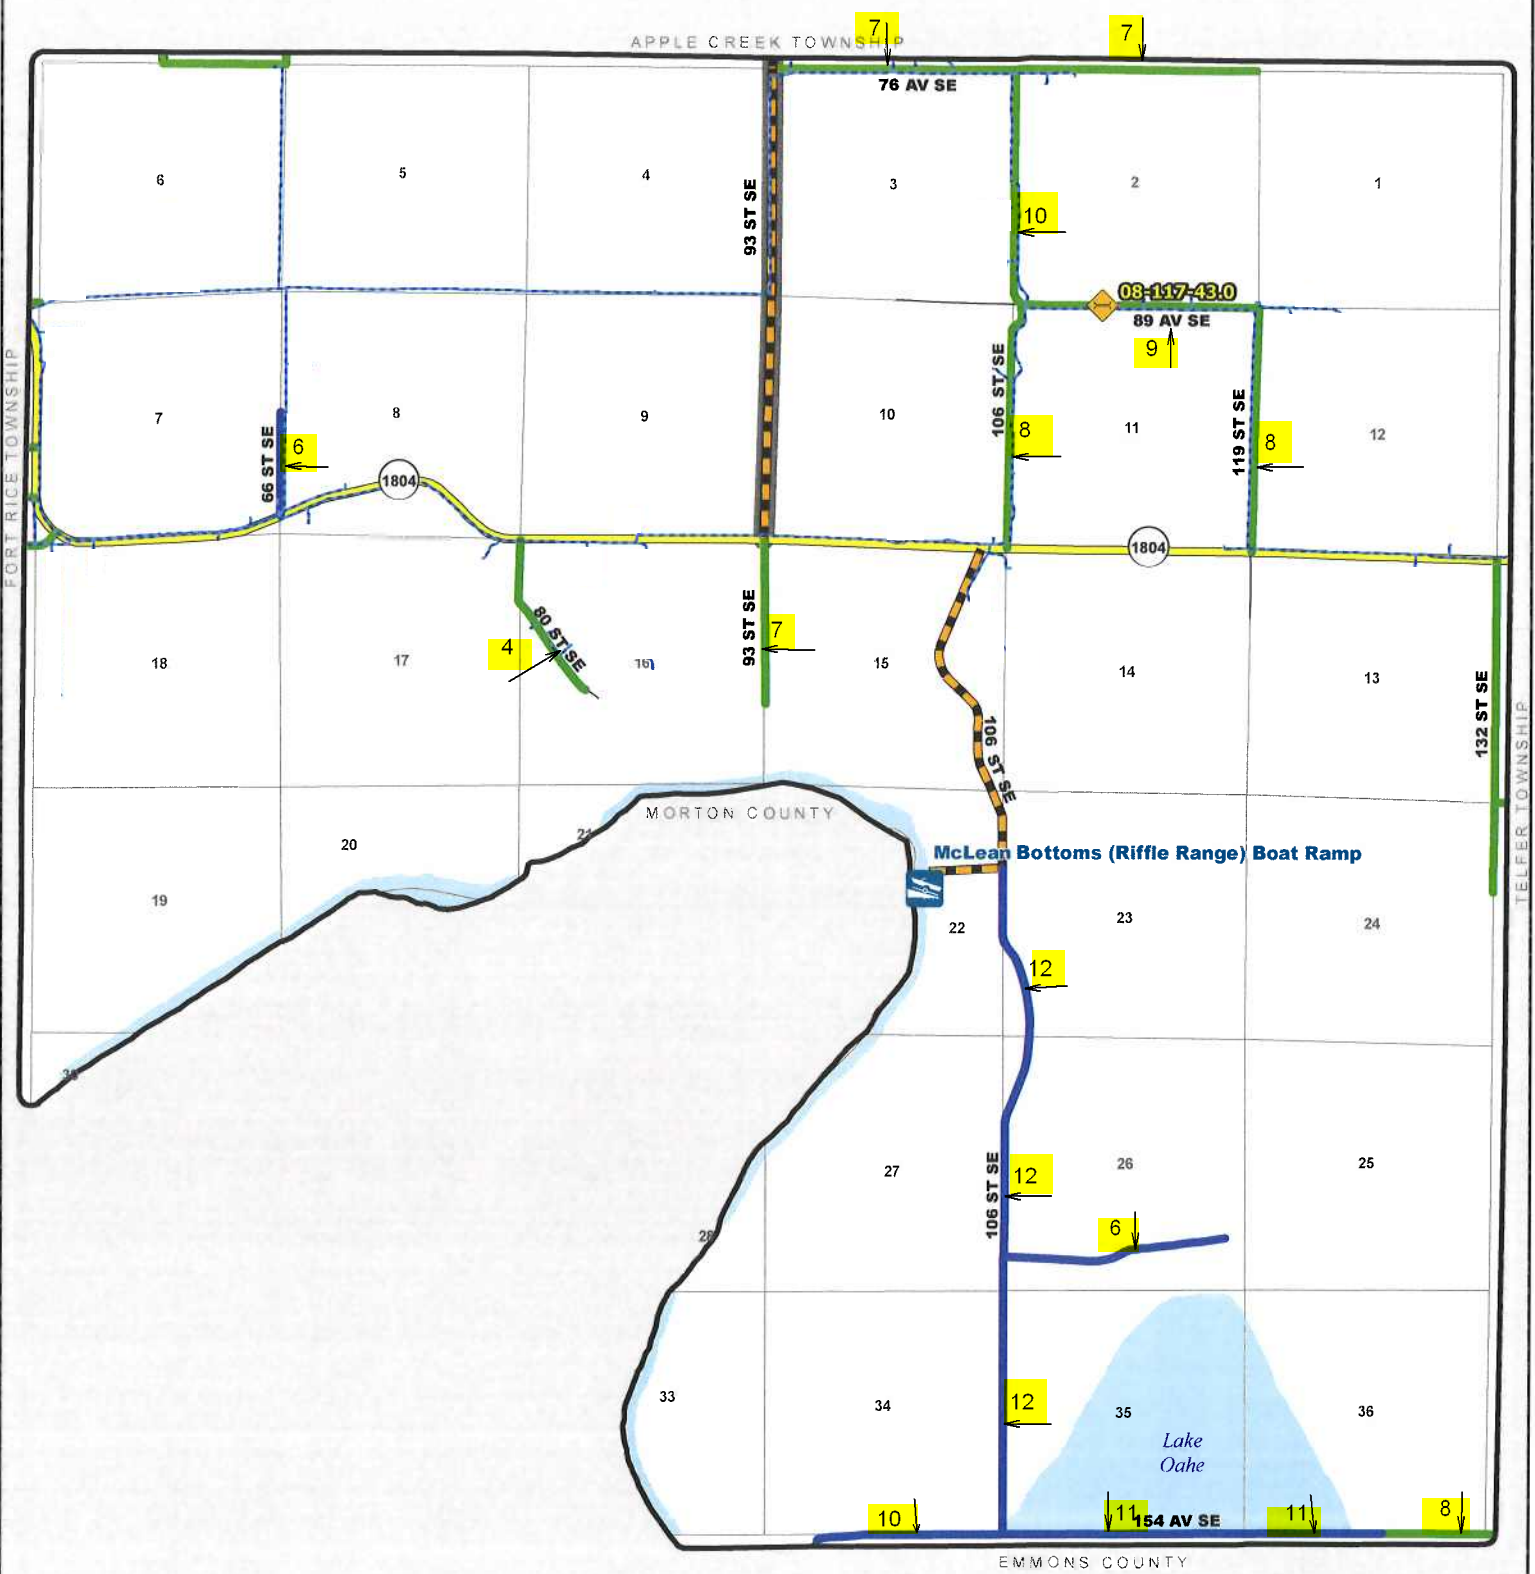 7
7
APPLE CREEK TOWNSHIP
76 AV SE
6
5
4
3
2
1
93 ST SE
10
08-117-43.0
89 AV SE
9
FORT RICE TOWNSHIP
7
8
9
10
106 ST SE
8
11
119 ST SE
8
12
66 ST SE
6
1804
1804
80 ST SE
4
93 ST SE
7
18
17
16
15
14
13
132 ST SE
TELFER TOWNSHIP
106 ST SE
MORTON COUNTY
20
21
McLean Bottoms (Riffle Range) Boat Ramp
19
22
23
24
12
30
27
106 ST SE
12
26
25
28
6
33
34
12
35
36
Lake
Oahe
10
11
154 AV SE
11
8
EMMONS COUNTY